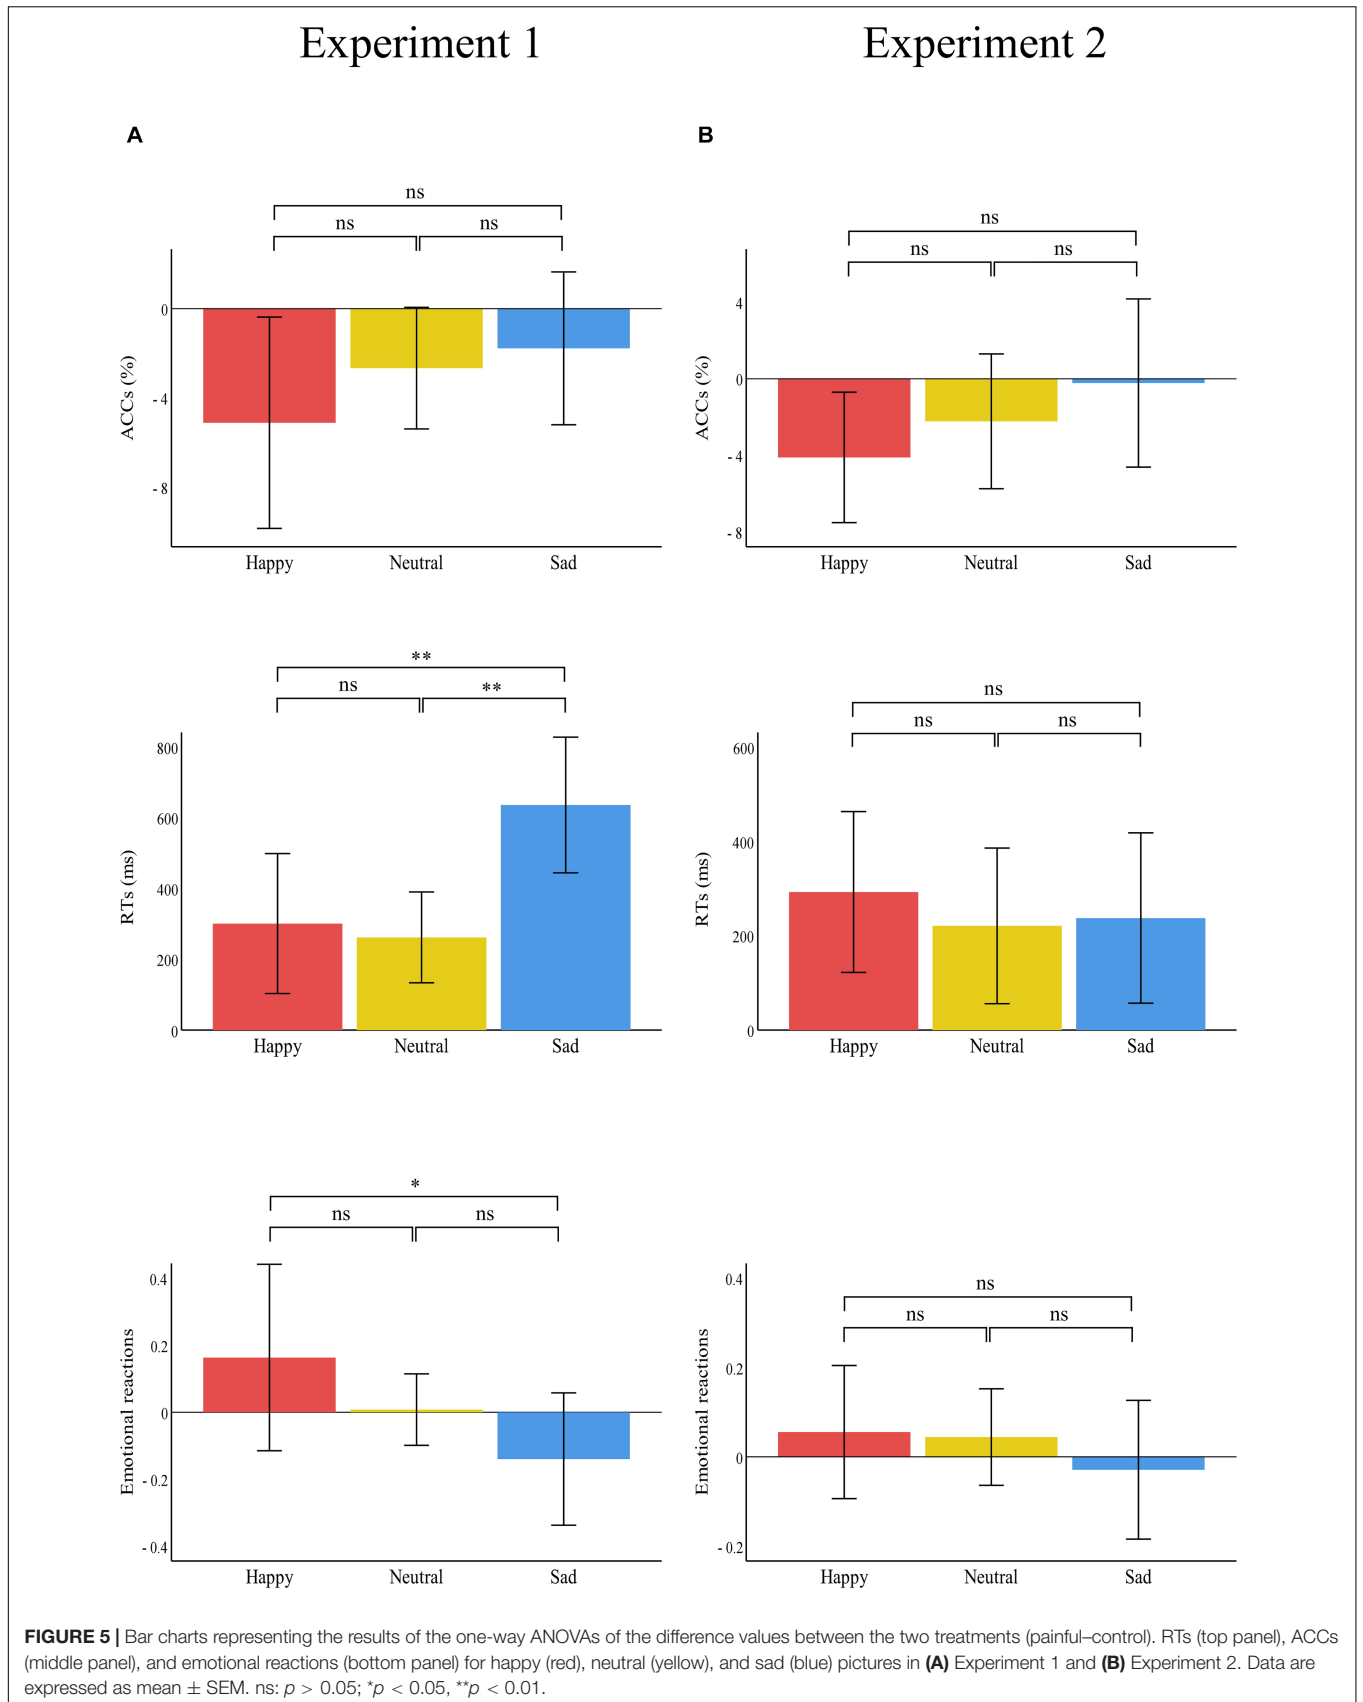 Experiment 1
Experiment 2
A
B
ns
ns ns
0
- 4
- 8
ACCs (%)
Happy Neutral Sad
ns
ns ns
4
0
- 4
- 8
ACCs (%)
Happy Neutral Sad
**
ns **
800
600
400
200
0
RTs (ms)
Happy Neutral Sad
ns
ns ns
600
400
200
0
RTs (ms)
Happy Neutral Sad
*
ns ns
0.4
0.2
0
- 0.2
- 0.4
Emotional reactions
Happy Neutral Sad
ns
ns ns
0.4
0.2
0
- 0.2
Emotional reactions
Happy Neutral Sad
FIGURE 5 | Bar charts representing the results of the one-way ANOVAs of the difference values between the two treatments (painful–control). RTs (top panel), ACCs
(middle panel), and emotional reactions (bottom panel) for happy (red), neutral (yellow), and sad (blue) pictures in (A) Experiment 1 and (B) Experiment 2. Data are
expressed as mean ± SEM. ns: p > 0.05; *p < 0.05, **p < 0.01.